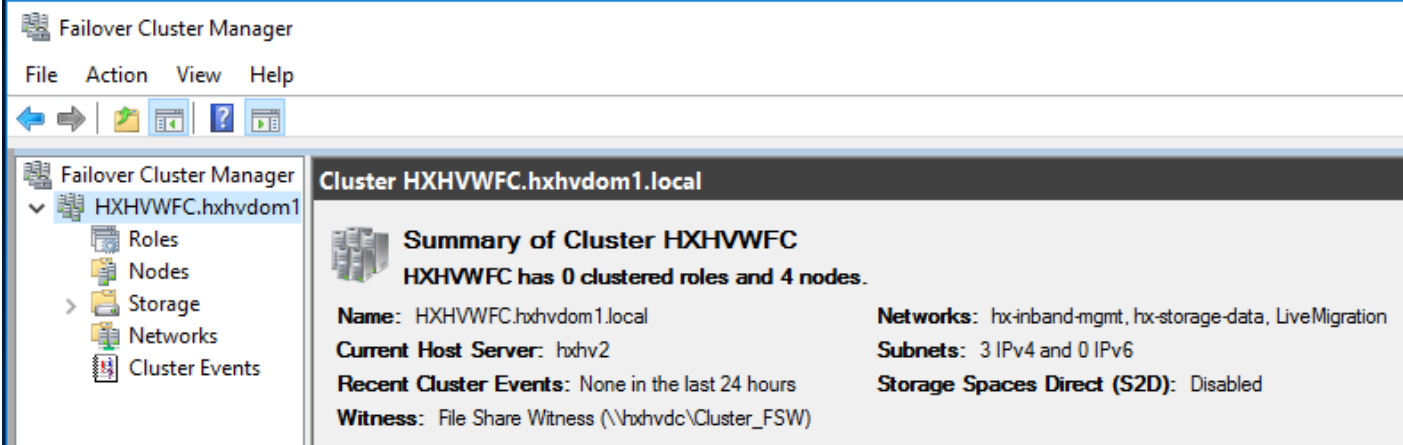 Failover Cluster Manager
File Action View Help
Failover Cluster Manager
HXHVWFC.hxhvdom1
Roles
Nodes
Storage
Networks
Cluster Events
Cluster HXHVWFC.hxhvdom1.local
Summary of Cluster HXHVWFC
HXHVWFC has 0 clustered roles and 4 nodes.
Name: HXHVWFC.hxhvdom1.local
Networks: hx-inband-mgmt, hx-storage-data, LiveMigration
Current Host Server: hxhv2
Subnets: 3 IPv4 and 0 IPv6
Recent Cluster Events: None in the last 24 hours
Storage Spaces Direct (S2D): Disabled
Witness: File Share Witness (\\hxhvdc\Cluster_FSW)